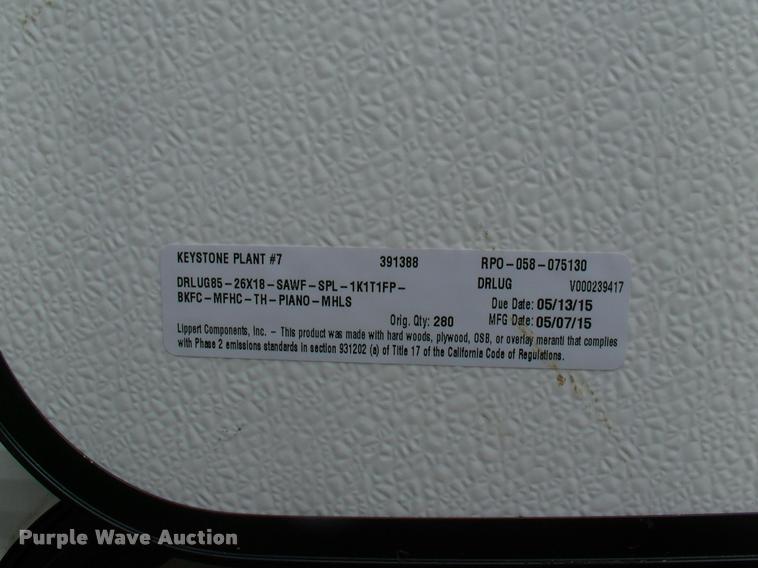 KEYSTONE PLANT #7 391388 RPO-058-075130
DRLUG85-26X18-SAWF-SPL-1K1T1FP- DRLUG V000239417
BKFC-MFHC-TH-PIANO-MHLS Due Date: 05/13/15
Orig. Qty: 280 MFG Date: 05/07/15
Lippert Components, Inc. - This product was made with hard woods, plywood, OSB, or overlay meranti that complies
with Phase 2 emissions standards in section 931202 (a) of Title 17 of the California Code of Regulations.
Purple Wave Auction